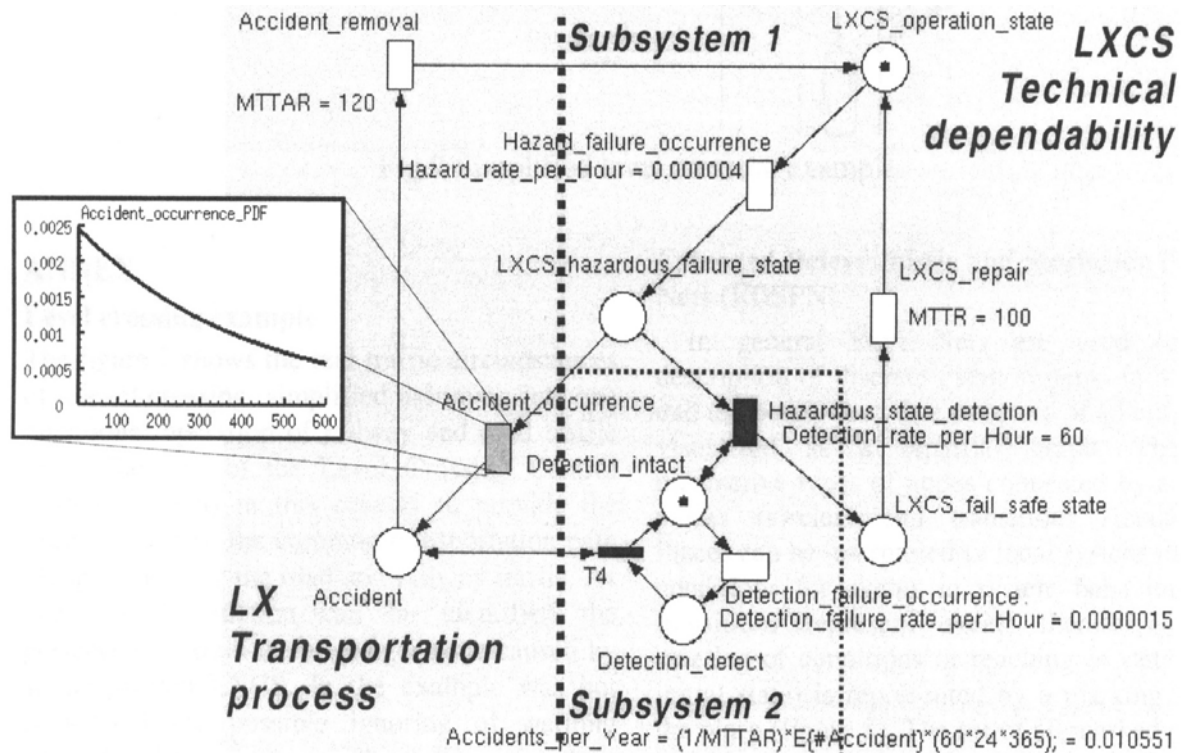 Accident_removal
Subsystem 1
LXCS_operation_state
LXCS
Technical
dependability
MTTAR = 120
Hazard_failure_occurrence
Hazard_rate_per_Hour = 0.000004
Accident_occurrence_PDF
0.0025
0.002
0.0015
0.001
0.0005
0
100 200 300 400 500 600
LXCS_hazardous_failure_state
LXCS_repair
MTTR = 100
Accident_occurrence
Hazardous_state_detection
Detection_rate_per_Hour = 60
Detection_intact
LXCS_fail_safe_state
T4
Accident
Detection_failure_occurrence
Detection_failure_rate_per_Hour = 0.0000015
Detection_defect
LX
Transportation
process
Subsystem 2
Accidents_per_Year = (1/MTTAR)*E{#Accident}*(60*24*365); = 0.010551